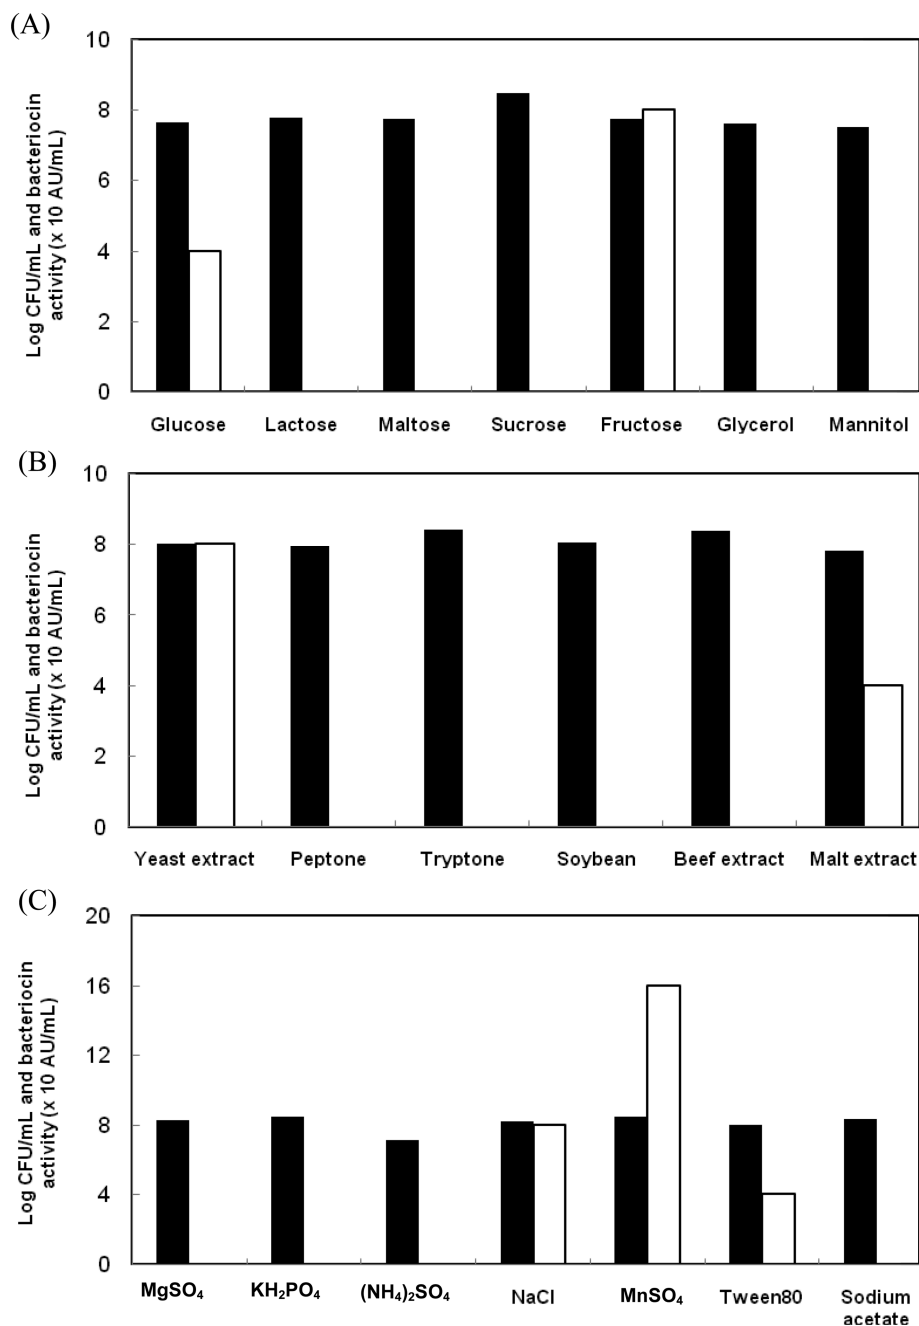 (A)
Log CFU/mL and bacteriocin
activity (x 10 AU/mL)
10
8
6
4
2
0
Glucose Lactose Maltose Sucrose Fructose Glycerol Mannitol
(B)
Log CFU/mL and bacteriocin
activity (x 10 AU/mL)
10
8
6
4
2
0
Yeast extract Peptone Tryptone Soybean Beef extract Malt extract
(C)
Log CFU/mL and bacteriocin
activity (x 10 AU/mL)
20
16
12
8
4
0
MgSO₄ KH₂PO₄ (NH₄)₂SO₄ NaCl MnSO₄ Tween80 Sodium
acetate